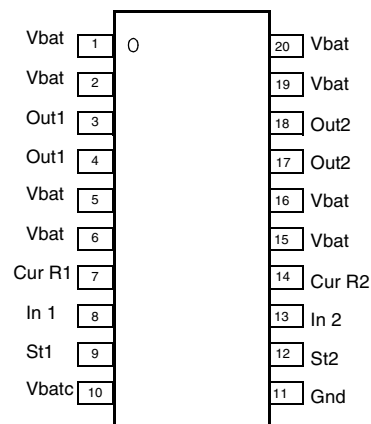 Vbat 1 20 Vbat
Vbat 2 19 Vbat
Out1 3 18 Out2
Out1 4 17 Out2
Vbat 5 16 Vbat
Vbat 6 15 Vbat
Cur R1 7 14 Cur R2
In 1 8 13 In 2
St1 9 12 St2
Vbatc 10 11 Gnd